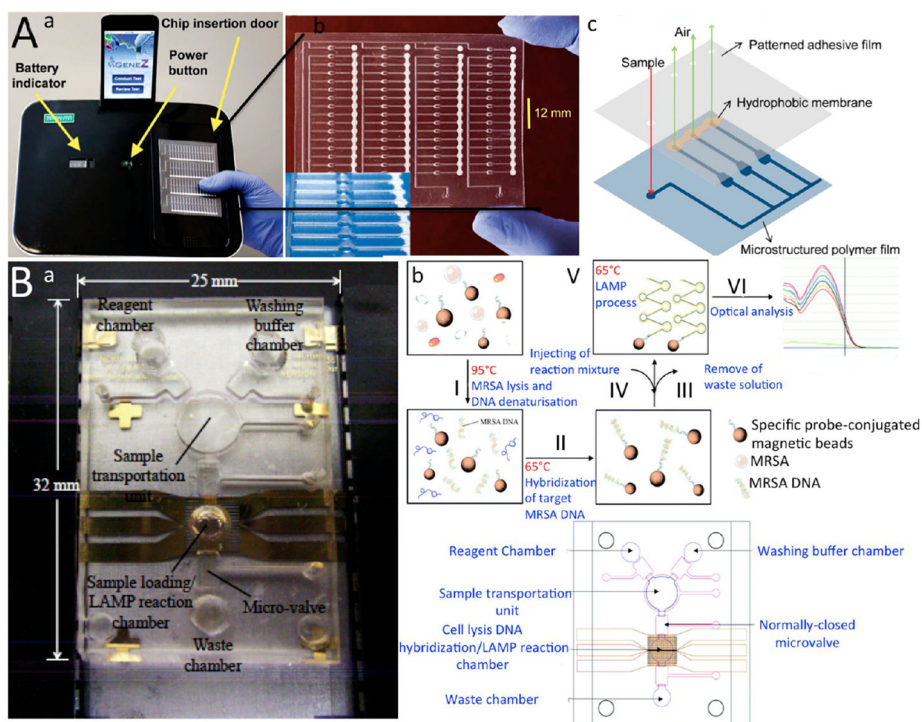 A
a
Chip insertion door
Battery
indicator
Power
button
GENEZ
Conduct Test
Review Test
b
12 mm
c
Air
Sample
Patterned adhesive film
Hydrophobic membrane
Microstructured polymer film
B
a
25 mm
32 mm
Reagent
chamber
Washing
buffer
chamber
Sample
transportation
unit
Sample loading/
LAMP reaction
chamber
Micro-valve
Waste
chamber
b
I
95°C
MRSA lysis and
DNA denaturisation
MRSA DNA
II
65°C
Hybridization
of target
MRSA DNA
III
Remove of
waste solution
IV
Injecting of
reaction mixture
V
65°C
LAMP
process
VI
Optical analysis
Specific probe-conjugated
magnetic beads
MRSA
MRSA DNA
Reagent Chamber
Washing buffer chamber
Sample transportation
unit
Cell lysis DNA
hybridization/LAMP reaction
chamber
Normally-closed
microvalve
Waste chamber